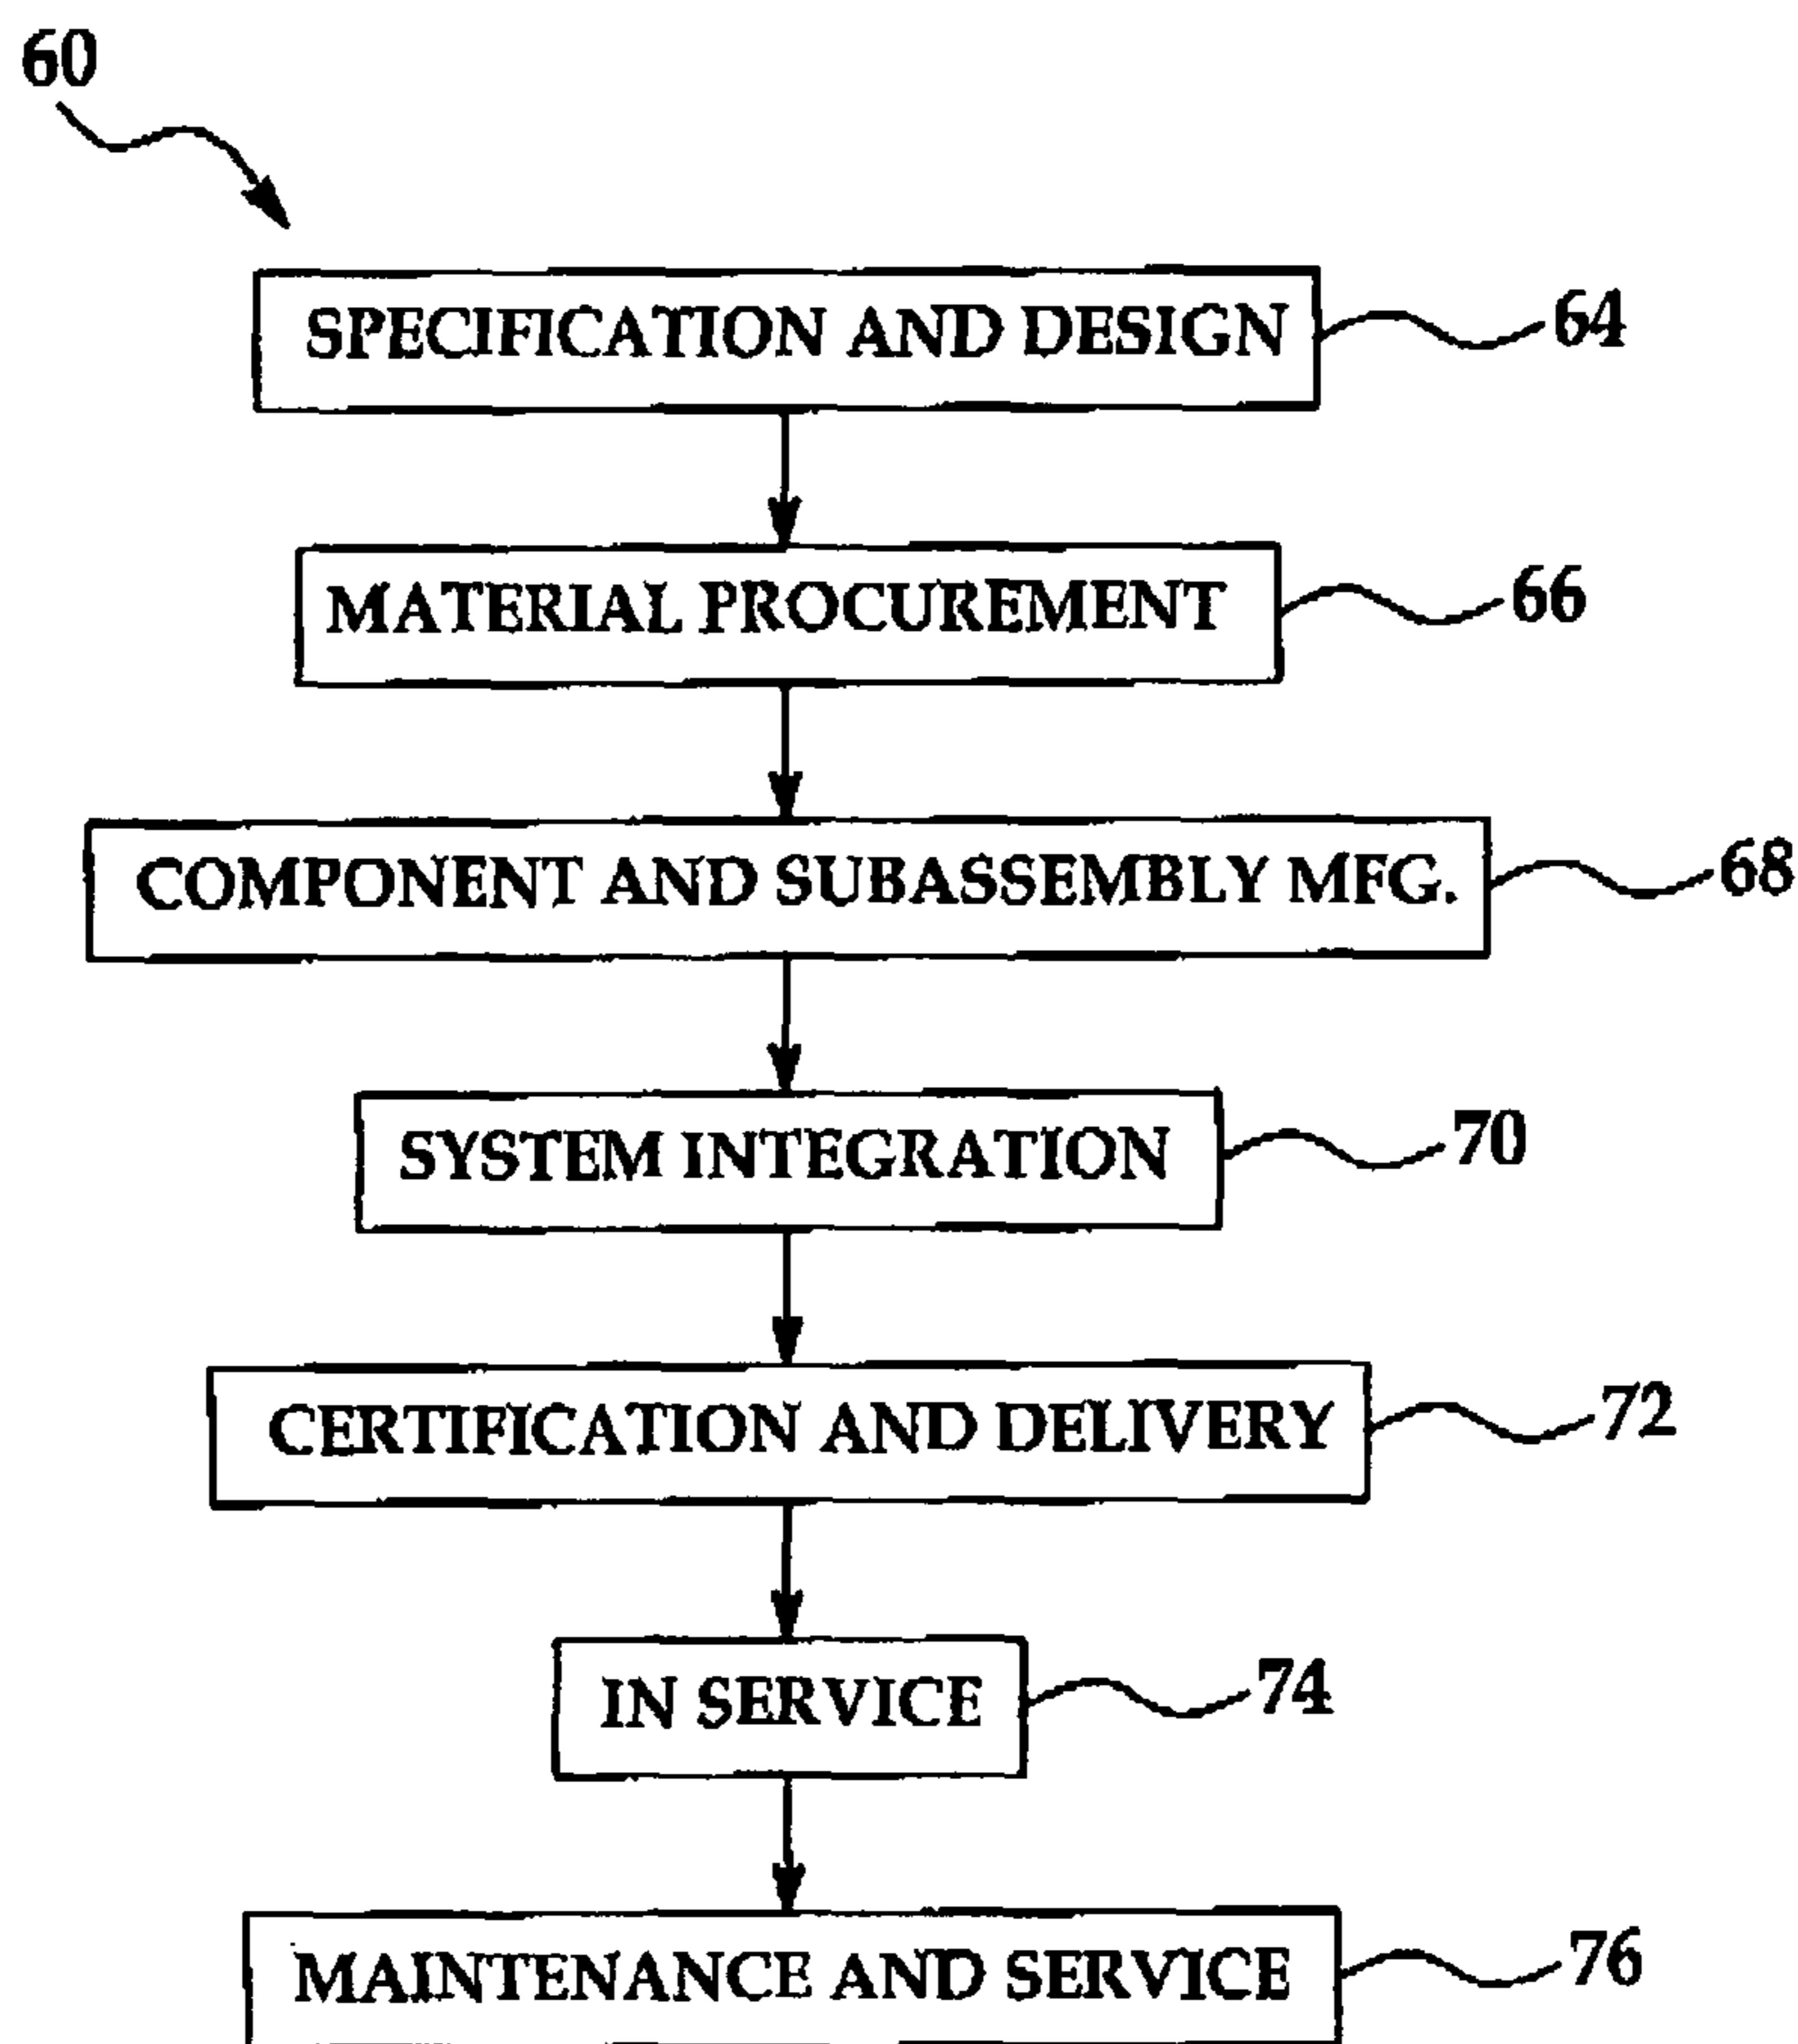 60
SPECIFICATION AND DESIGN 64
MATERIAL PROCUREMENT 66
COMPONENT AND SUBASSEMBLY MFG. 68
SYSTEM INTEGRATION 70
CERTIFICATION AND DELIVERY 72
IN SERVICE 74
MAINTENANCE AND SERVICE 76